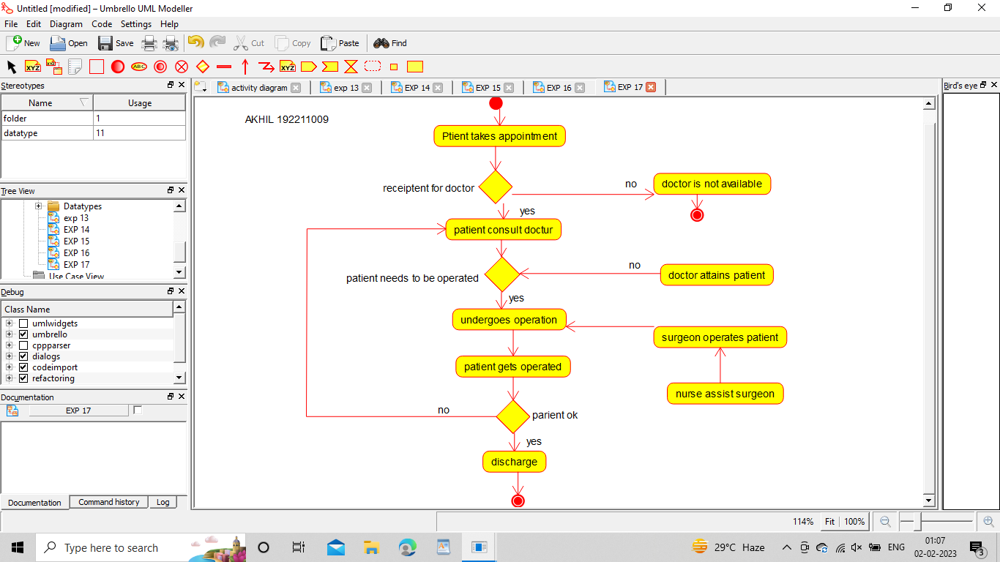 Untitled [modified] – Umbrello UML Modeller
File Edit Diagram Code Settings Help
New Open Save Cut Copy Paste Find
XYZ XYZ ABC XYZ
Stereotypes
Name Usage
folder 1
datatype 11
Tree View
Datatypes
exp 13
EXP 14
EXP 15
EXP 16
EXP 17
Use Case View
Debug
Class Name
umlwidgets
umbrello
cppparser
dialogs
codeimport
refactoring
Documentation
EXP 17
Documentation Command history Log
activity diagram exp 13 EXP 14 EXP 15 EXP 16 EXP 17
AKHIL 192211009
Ptient takes appointment
receiptent for doctor
no
doctor is not available
yes
patient consult doctur
patient needs to be operated
no
doctor attains patient
yes
undergoes operation
surgeon operates patient
patient gets operated
nurse assist surgeon
no
parient ok
yes
discharge
Bird's eye
114% Fit 100%
Type here to search
29°C Haze
ENG
01:07
02-02-2023
3